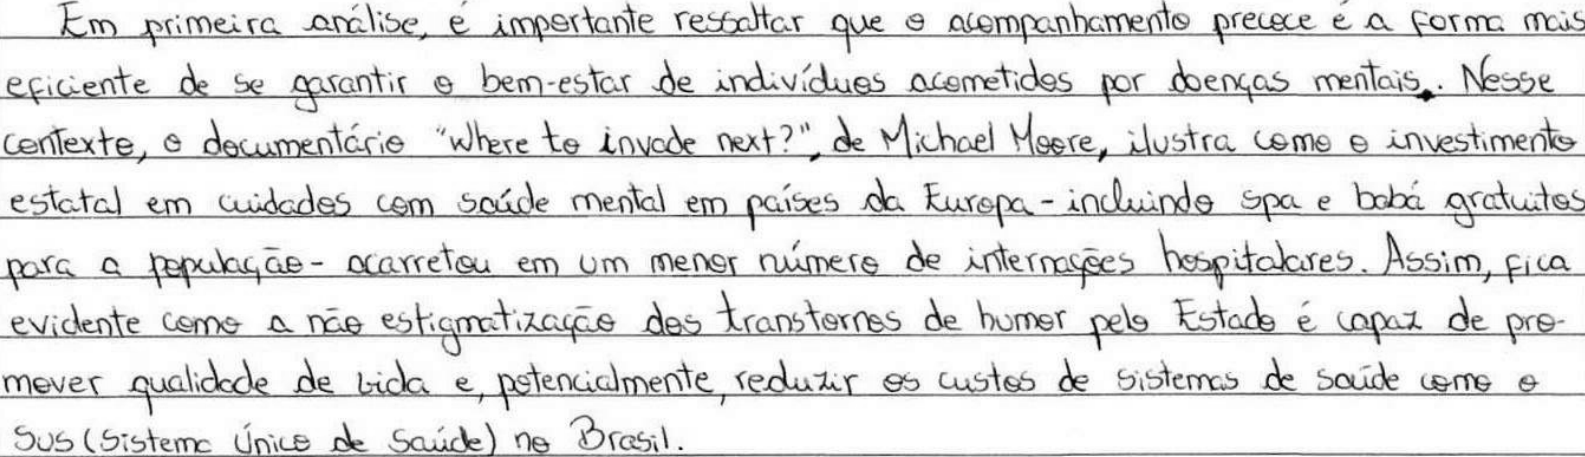 Em primeira análise, é importante ressaltar que o acompanhamento precoce é a forma mais
eficiente de se garantir o bem-estar de indivíduos acometidos por doenças mentais. Nesse
contexto, o documentário "Where to invade next?", de Michael Moore, ilustra como o investimento
estatal em cuidados com saúde mental em países da Europa - incluindo spa e babá gratuitos
para a população - acarretou em um menor número de internações hospitalares. Assim, fica
evidente como a não estigmatização dos transtornos de humor pelo Estado é capaz de pro-
mover qualidade de vida e, potencialmente, reduzir os custos de sistemas de saúde como o
SUS (Sistema Único de Saúde) no Brasil.